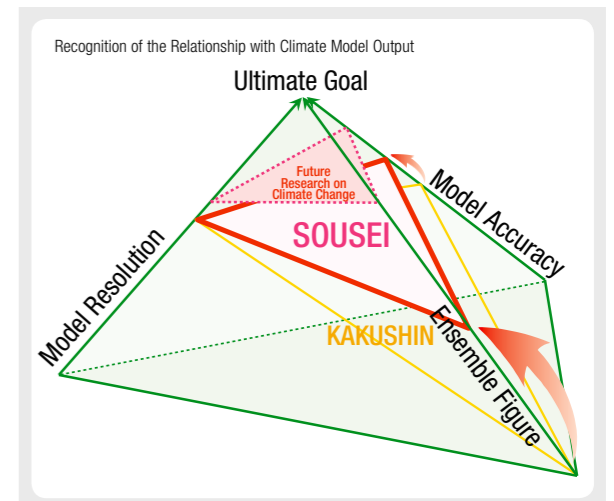 Recognition of the Relationship with Climate Model Output
Ultimate Goal
Future
Research on
Climate Change
Model Accuracy
SOUSEI
Model Resolution
KAKUSHIN
Ensemble Figure